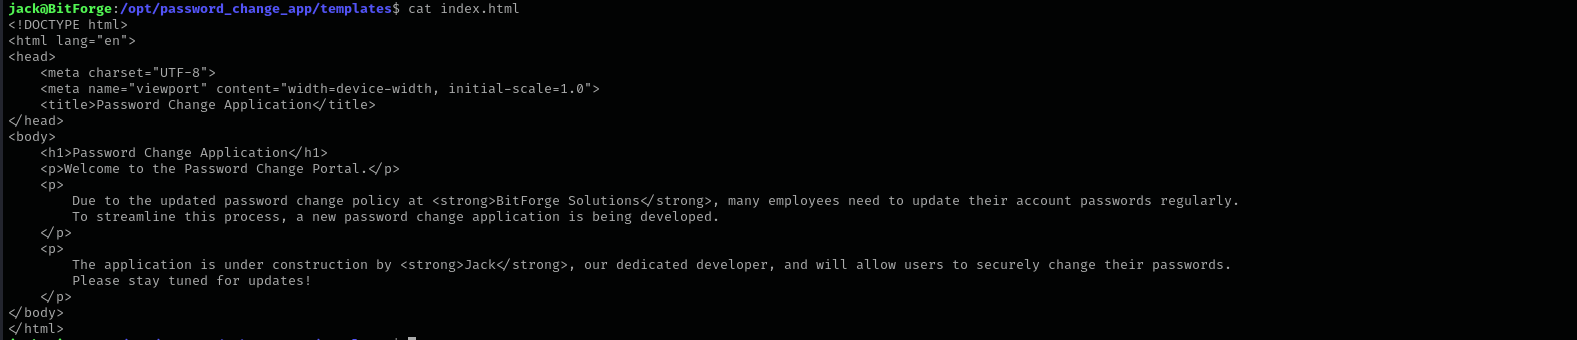 jack@BitForge:/opt/password_change_app/templates$ cat index.html
<!DOCTYPE html>
<html lang="en">
<head>
    <meta charset="UTF-8">
    <meta name="viewport" content="width=device-width, initial-scale=1.0">
    <title>Password Change Application</title>
</head>
<body>
    <h1>Password Change Application</h1>
    <p>Welcome to the Password Change Portal.</p>
    <p>
        Due to the updated password change policy at <strong>BitForge Solutions</strong>, many employees need to update their account passwords regularly.
        To streamline this process, a new password change application is being developed.
    </p>
    <p>
        The application is under construction by <strong>Jack</strong>, our dedicated developer, and will allow users to securely change their passwords.
        Please stay tuned for updates!
    </p>
</body>
</html>